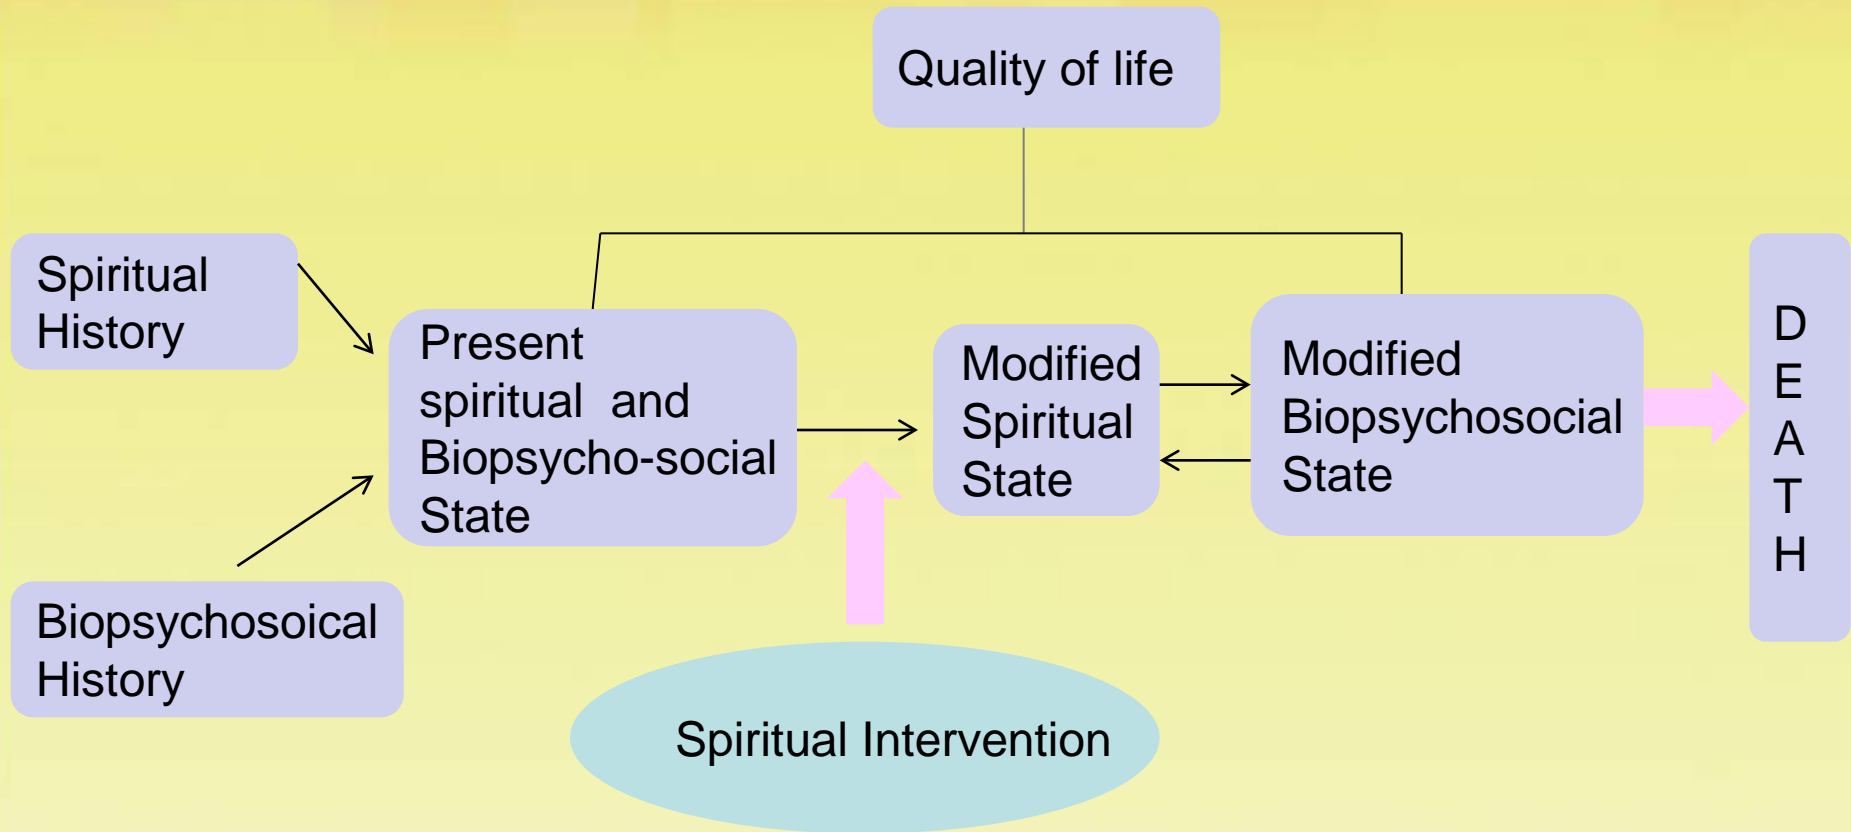 Quality of life
Spiritual
History
Present
spiritual and
Biopsycho-social
State
Modified
Spiritual
State
Modified
Biopsychosocial
State
D
E
A
T
H
Biopsychosoical
History
Spiritual Intervention